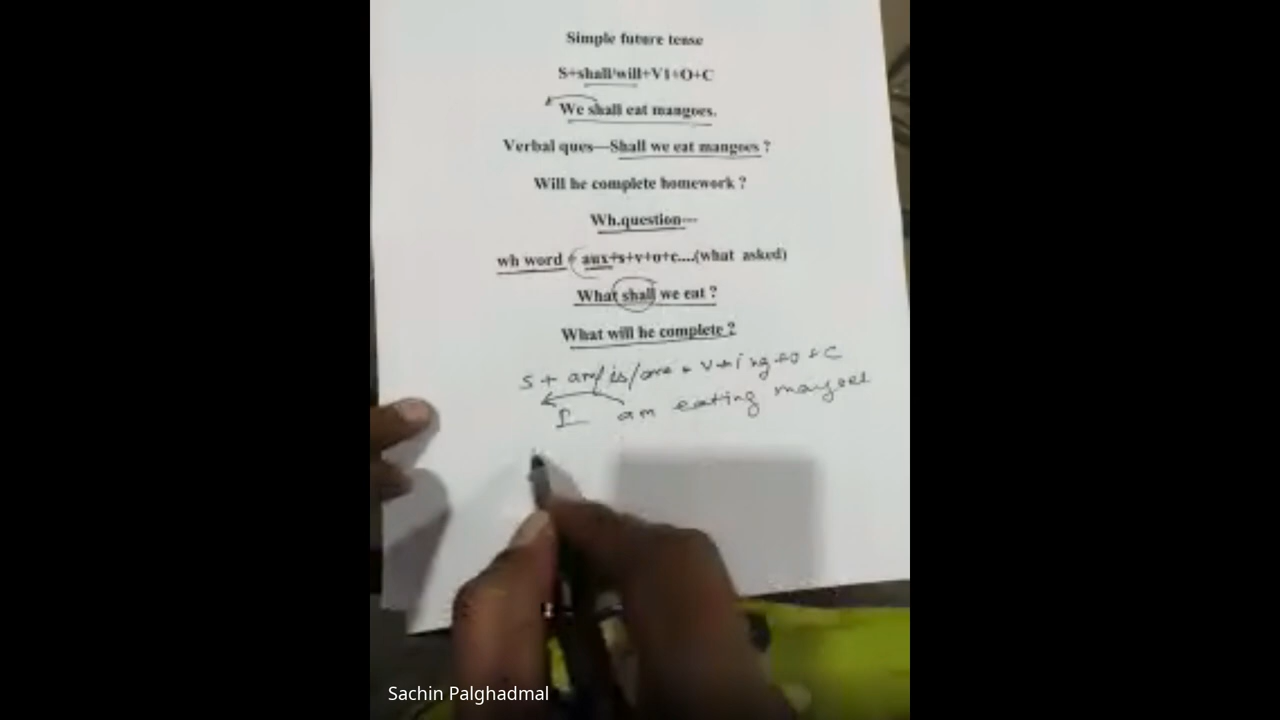 Simple future tense
S+shall/will+V1+O+C
We shall eat mangoes.
Verbal ques—Shall we eat mangoes ?
Will he complete homework ?
Wh.question---
wh word + aux+s+v+o+c....(what asked)
What shall we eat ?
What will he complete ?
S + am/is/are + v+ing+o+c
I am eating mangoes
Sachin Palghadmal